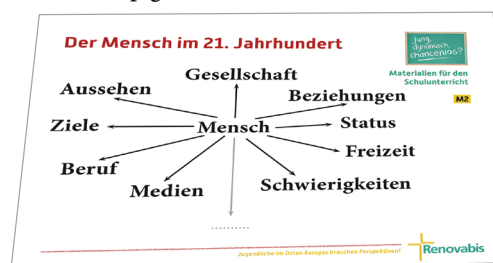 Der Mensch im 21. Jahrhundert
Jung,
dynamisch
chancenlos?
Materialien für den
Schulunterricht
M2
Gesellschaft
Aussehen
Beziehungen
Ziele
Mensch
Status
Freizeit
Beruf
Medien
Schwierigkeiten
..........
Jugendliche im Osten Europas brauchen Perspektiven!
Renovabis